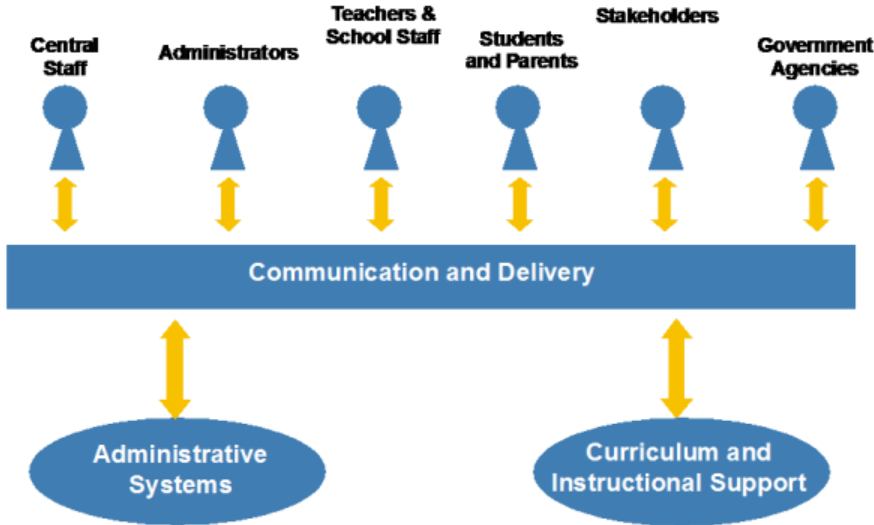 Central
Staff
Administrators
Teachers &
School Staff
Students
and Parents
Stakeholders
Government
Agencies
Communication and Delivery
Administrative
Systems
Curriculum and
Instructional Support